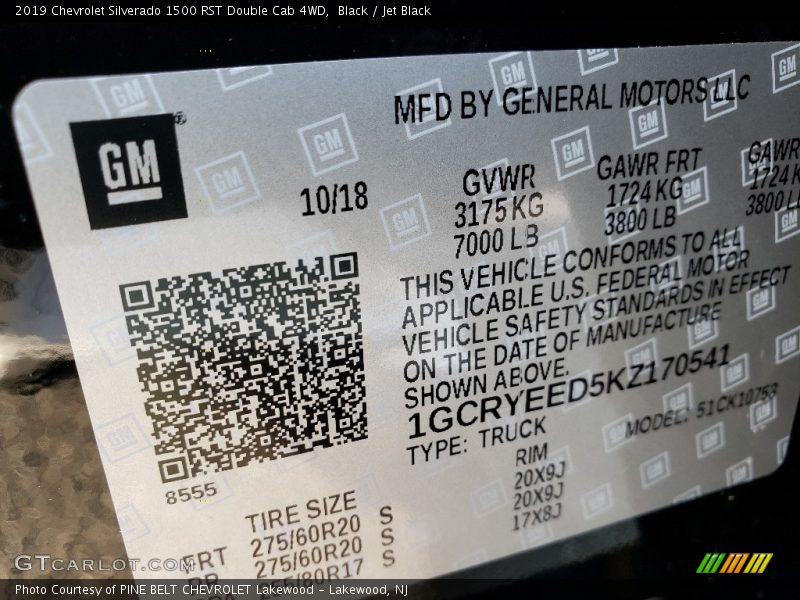 2019 Chevrolet Silverado 1500 RST Double Cab 4WD,  Black / Jet Black
MFD BY GENERAL MOTORS LLC
GM®
10/18
GVWR
3175 KG
7000 LB
GAWR FRT
1724 KG
3800 LB
GAWR
1724 K
3800 L
THIS VEHICLE CONFORMS TO ALL
APPLICABLE U.S. FEDERAL MOTOR
VEHICLE SAFETY STANDARDS IN EFFECT
ON THE DATE OF MANUFACTURE
SHOWN ABOVE.
1GCRYEED5KZ170541
TYPE: TRUCK
MODEL: 51CK10753
8555
TIRE SIZE
RIM
FRT 275/60R20 S 20X9J
RR 275/60R20 S 20X9J
80R17 S 17X8J
GTCARLOT.COM
Photo Courtesy of PINE BELT CHEVROLET Lakewood - Lakewood, NJ